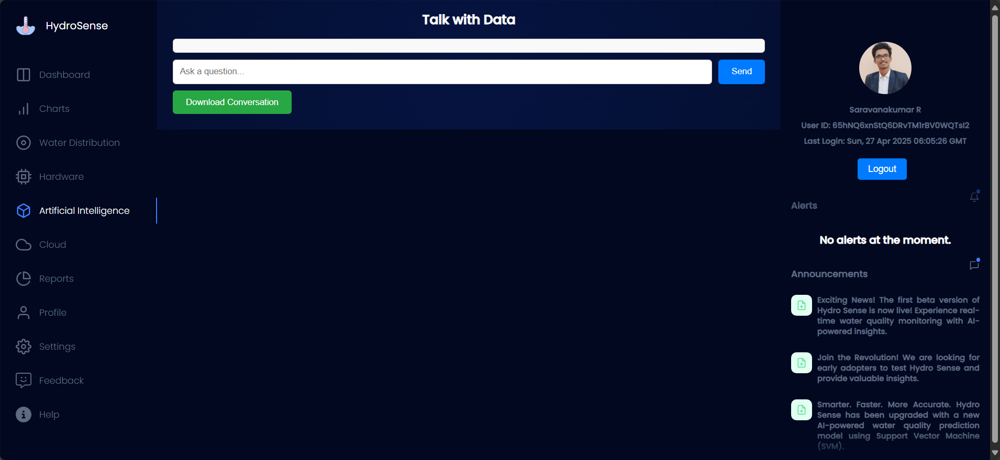 HydroSense
Dashboard
Charts
Water Distribution
Hardware
Artificial Intelligence
Cloud
Reports
Profile
Settings
Feedback
Help
Talk with Data
Ask a question...
Send
Download Conversation
Saravanakumar R
User ID: 65hNQ6xnStQ6DRvTM1rBV0WQTsI2
Last Login: Sun, 27 Apr 2025 06:05:26 GMT
Logout
Alerts
No alerts at the moment.
Announcements
Exciting News! The first beta version of
Hydro Sense is now live! Experience real-
time water quality monitoring with AI-
powered insights.
Join the Revolution! We are looking for
early adopters to test Hydro Sense and
provide valuable insights.
Smarter. Faster. More Accurate. Hydro
Sense has been upgraded with a new
AI-powered water quality prediction
model using Support Vector Machine
(SVM).